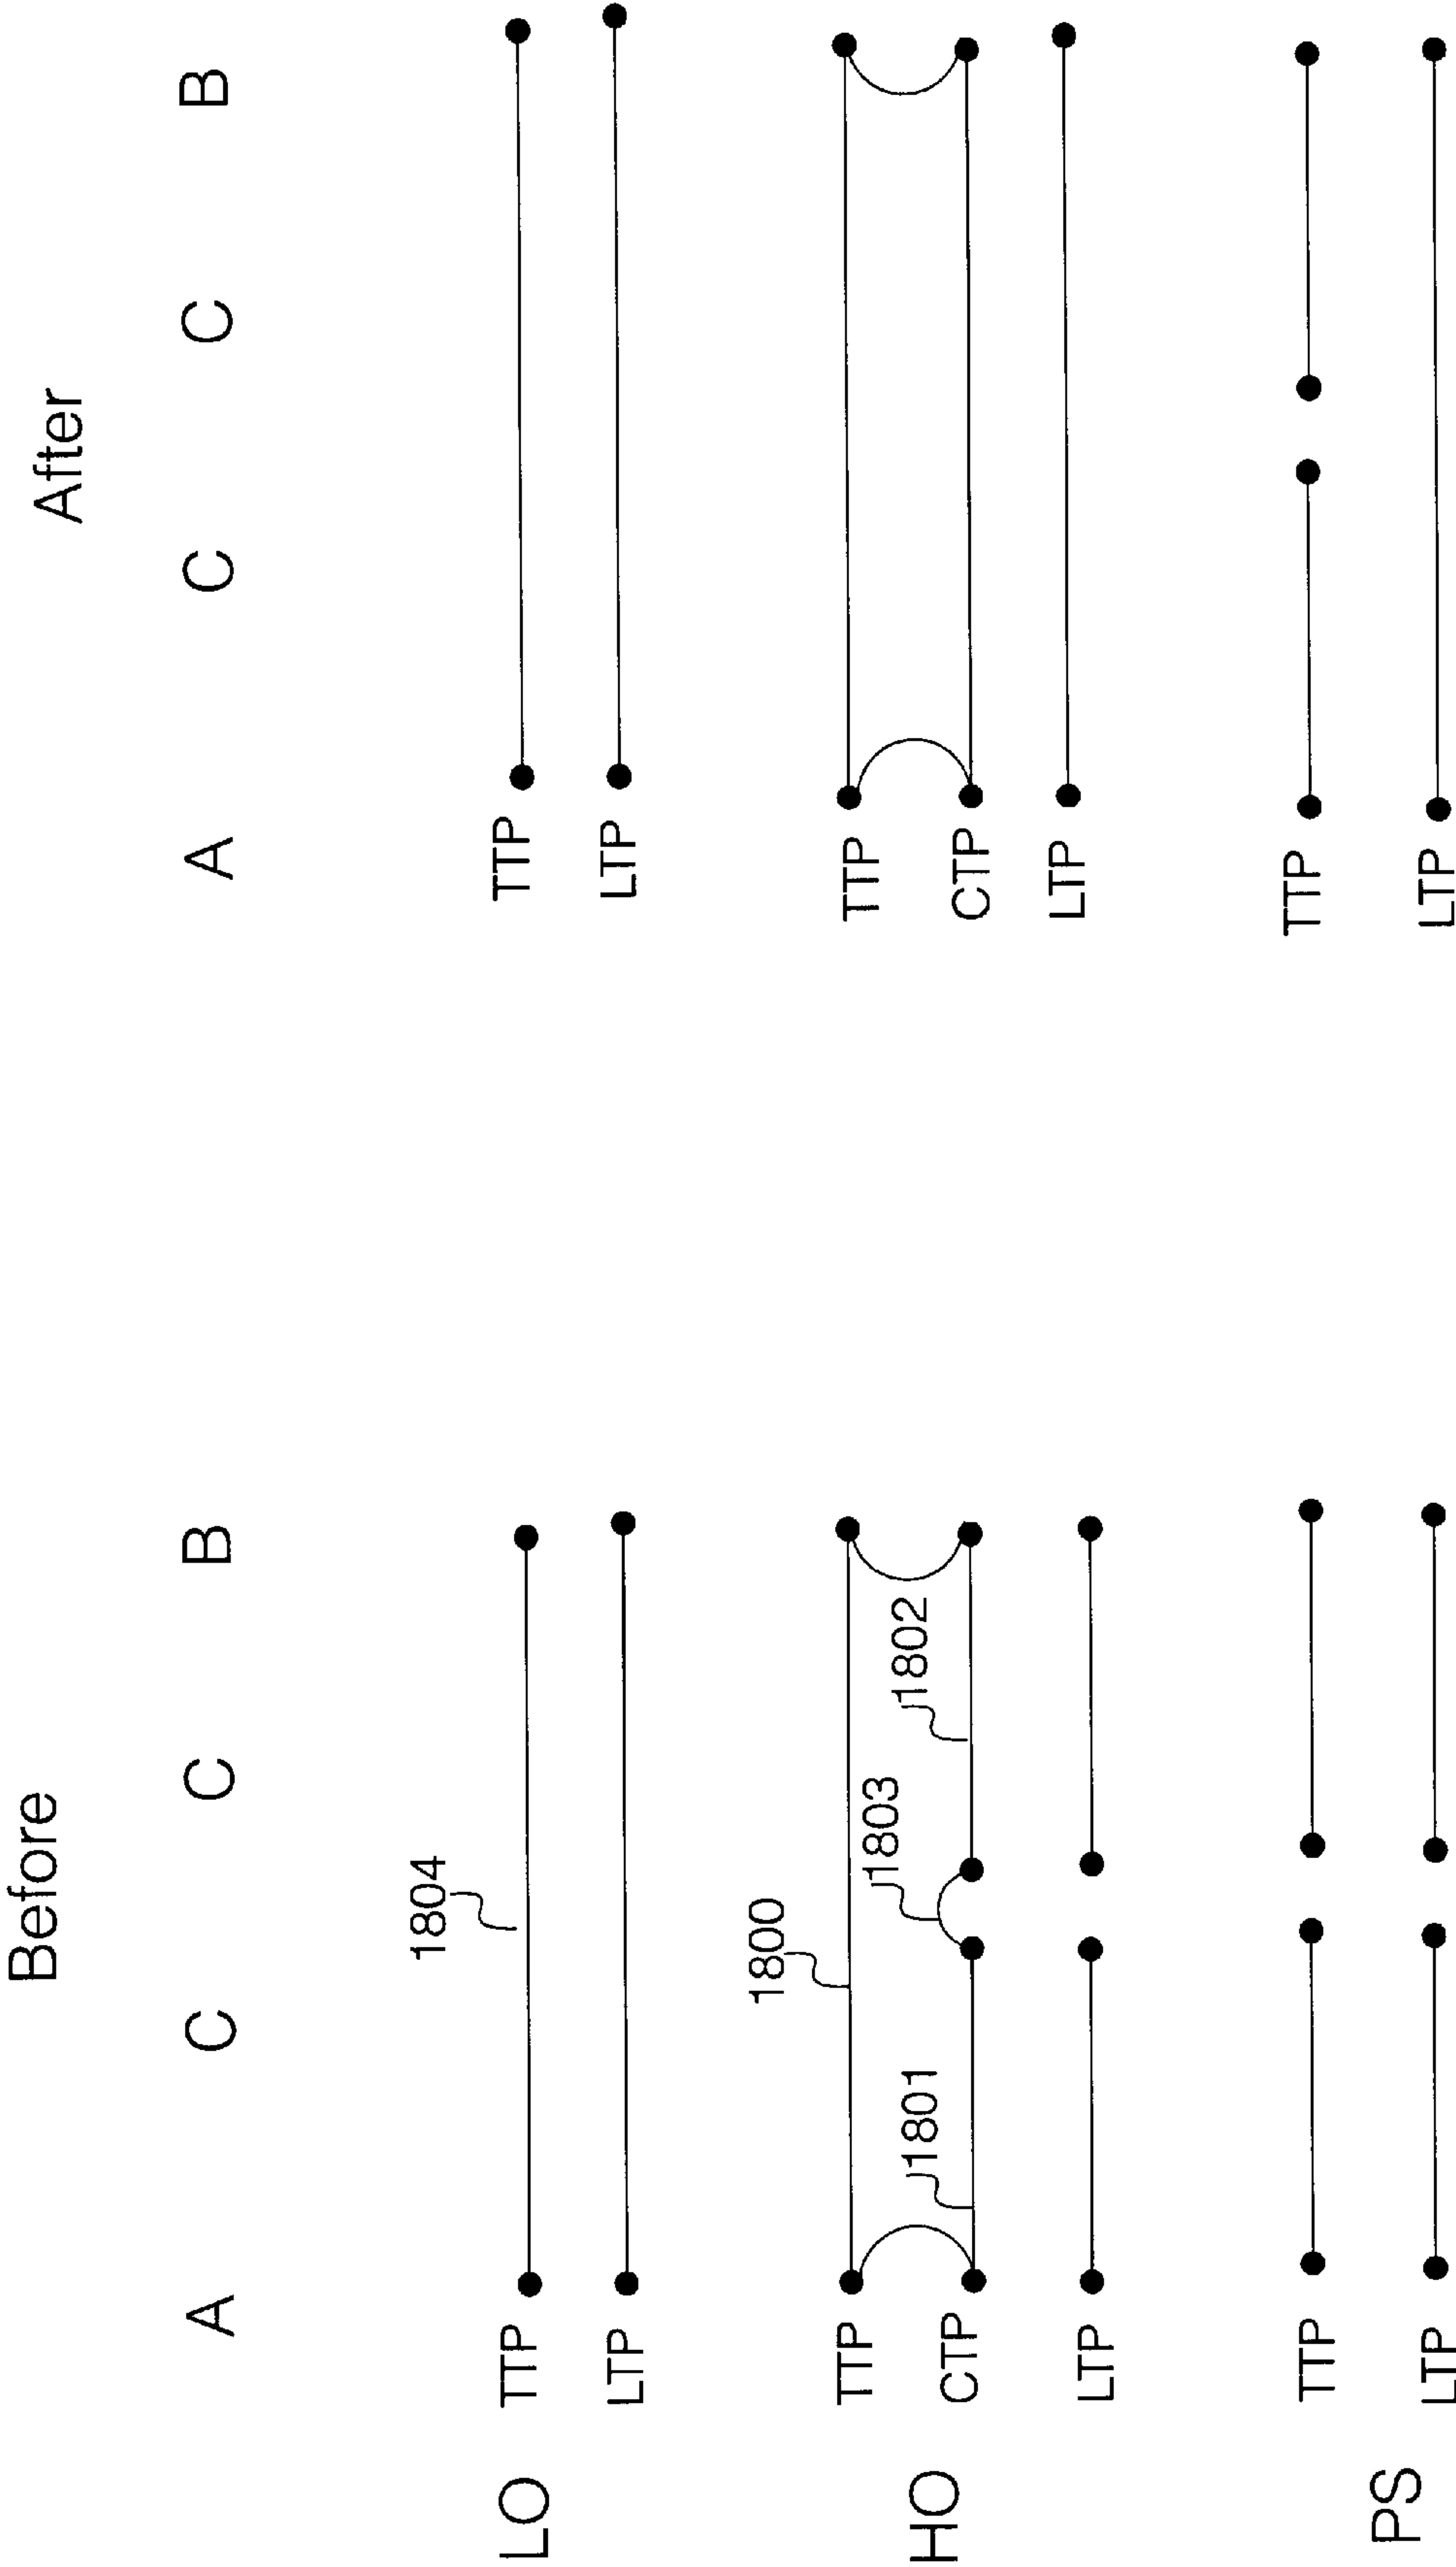 Before After
A C C B A C C B
1804
LO TTP TTP
LTP LTP
1800
HO TTP TTP
1803
1801 1802
CTP CTP
LTP LTP
TTP TTP
PS
LTP LTP